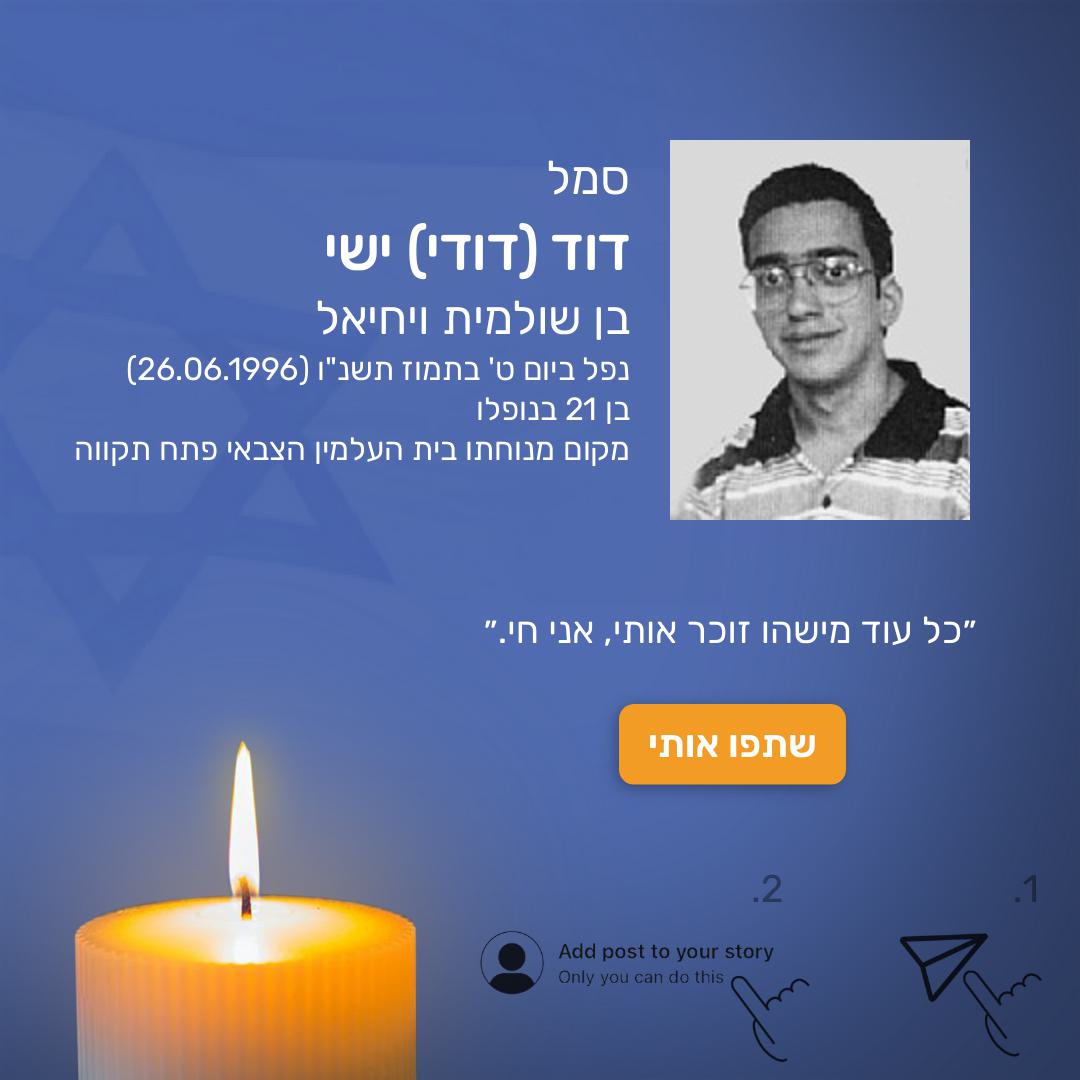 סמל
דוד (דודי) ישי
בן שולמית ויחיאל
נפל ביום ט' בתמוז תשנ"ו (26.06.1996)
בן 21 בנופלו
מקום מנוחתו בית העלמין הצבאי פתח תקווה
״כל עוד מישהו זוכר אותי, אני חי.״
שתפו אותי
1.
2.
Add post to your story
Only you can do this